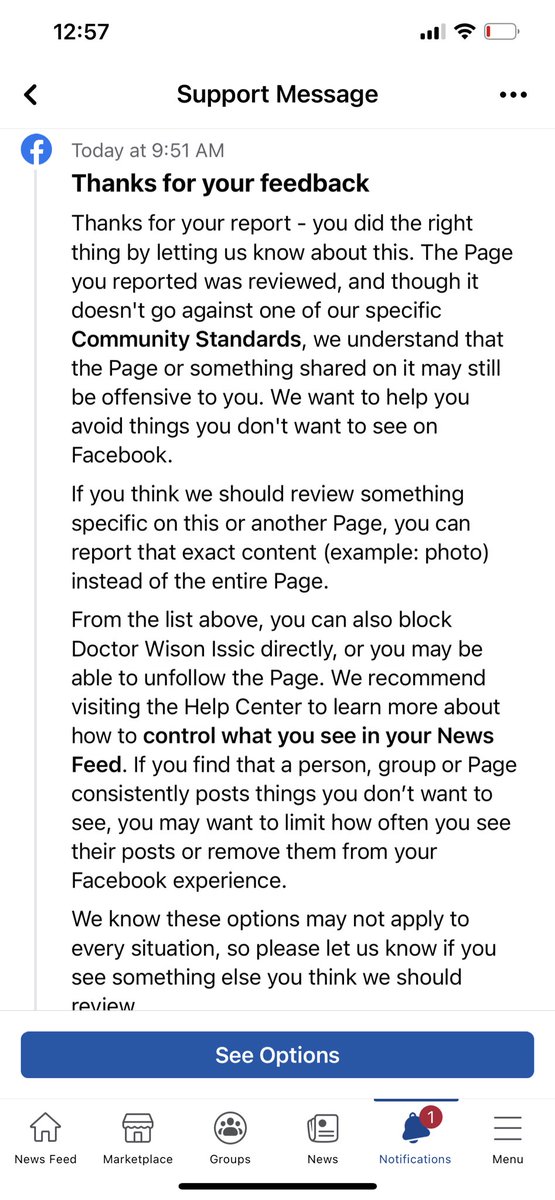 12:57
Support Message
Today at 9:51 AM
Thanks for your feedback
Thanks for your report - you did the right
thing by letting us know about this. The Page
you reported was reviewed, and though it
doesn't go against one of our specific
Community Standards, we understand that
the Page or something shared on it may still
be offensive to you. We want to help you
avoid things you don't want to see on
Facebook.
If you think we should review something
specific on this or another Page, you can
report that exact content (example: photo)
instead of the entire Page.
From the list above, you can also block
Doctor Wison Issic directly, or you may be
able to unfollow the Page. We recommend
visiting the Help Center to learn more about
how to control what you see in your News
Feed. If you find that a person, group or Page
consistently posts things you don’t want to
see, you may want to limit how often you see
their posts or remove them from your
Facebook experience.
We know these options may not apply to
every situation, so please let us know if you
see something else you think we should
review
See Options
1
News Feed
Marketplace
Groups
News
Notifications
Menu